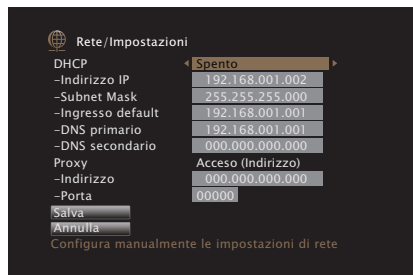 Rete/Impostazioni
DHCP Spento
–Indirizzo IP 192.168.001.002
–Subnet Mask 255.255.255.000
–Ingresso default 192.168.001.001
–DNS primario 192.168.001.001
–DNS secondario 000.000.000.000
Proxy Acceso (Indirizzo)
–Indirizzo 000.000.000.000
–Porta 00000
Salva
Annulla
Configura manualmente le impostazioni di rete